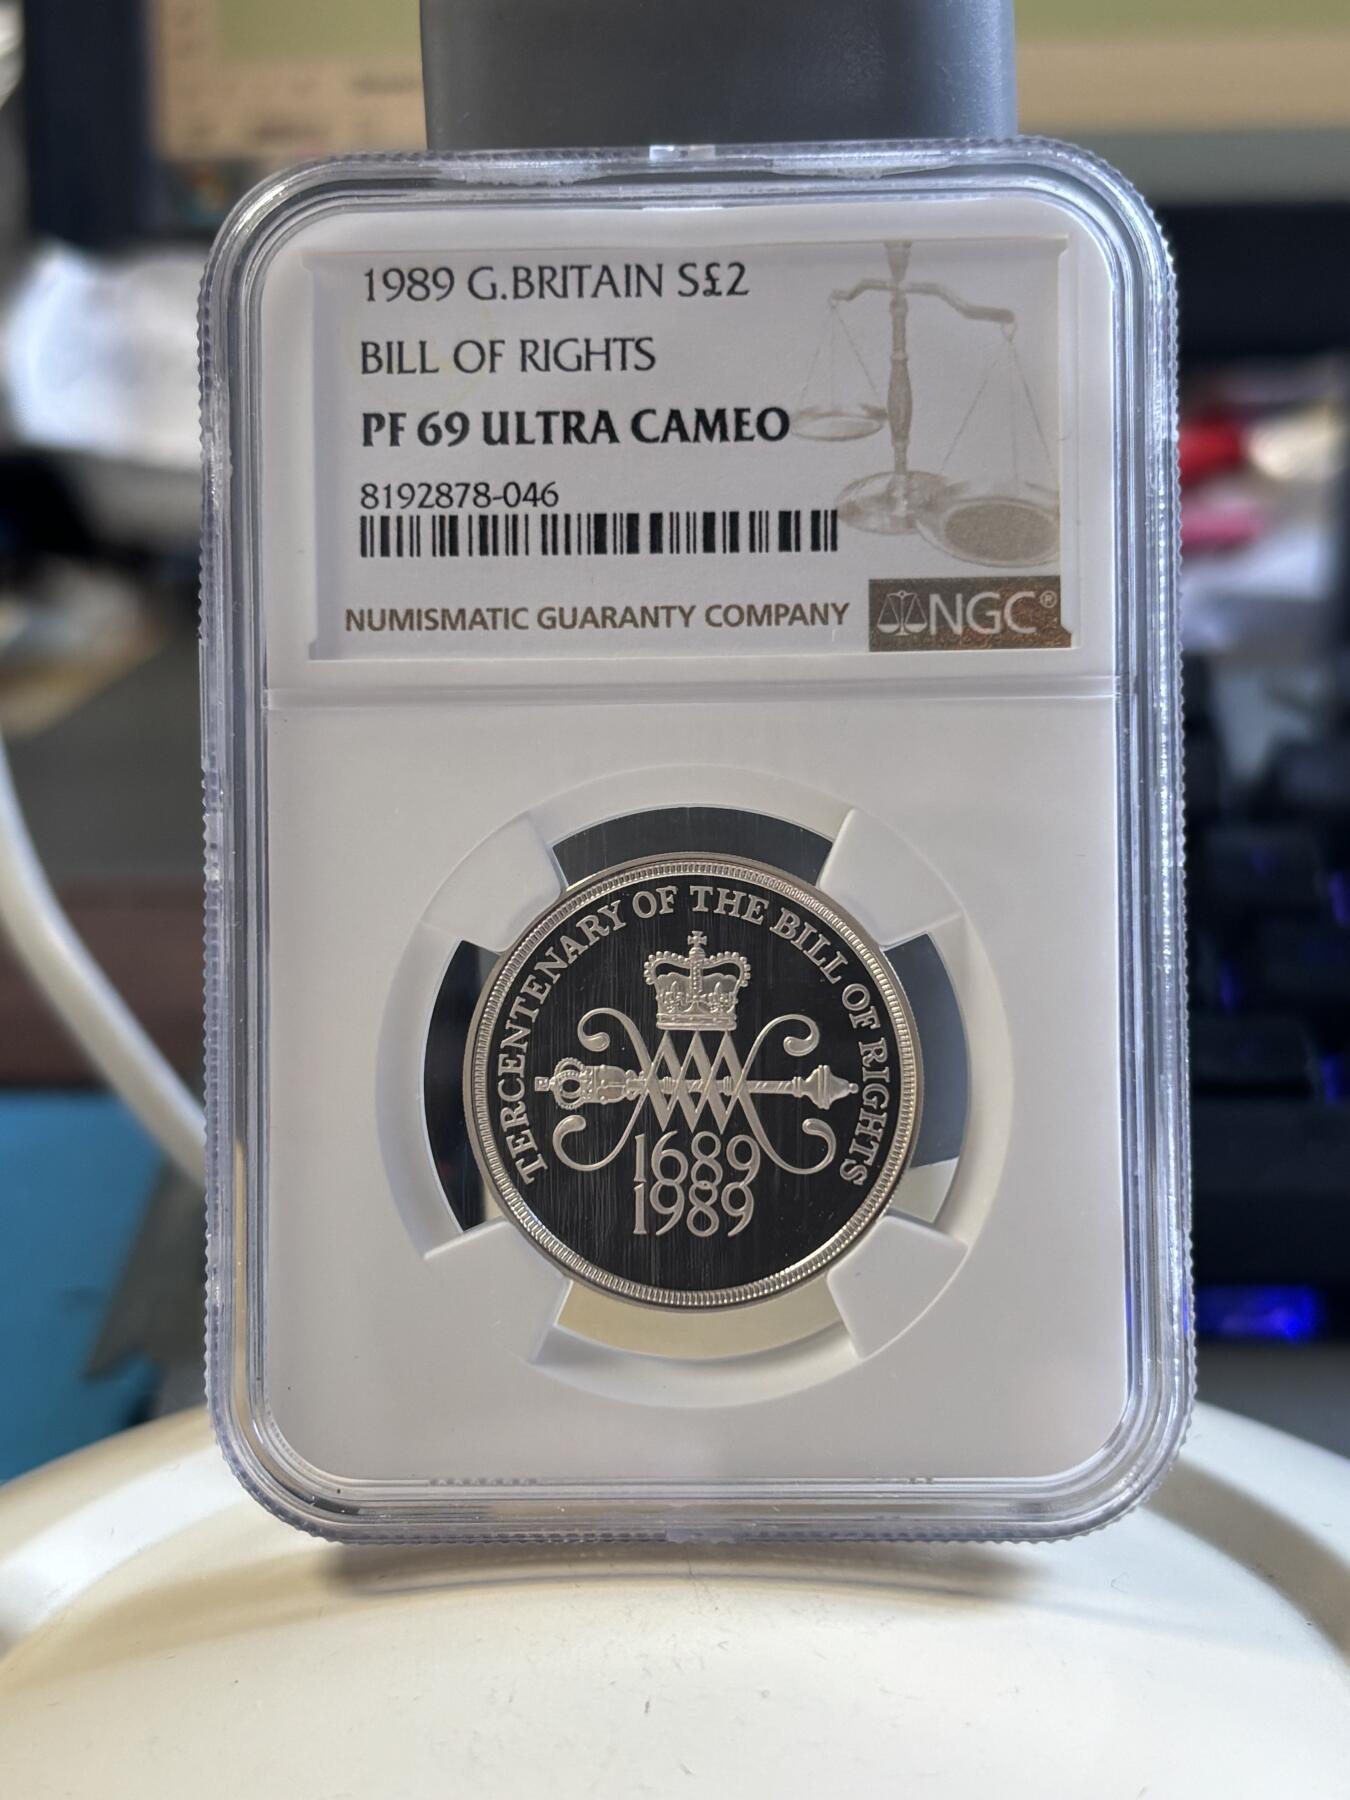 1989 G.BRITAIN S£2
BILL OF RIGHTS
PF 69 ULTRA CAMEO
8192878-046
NUMISMATIC GUARANTY COMPANY
NGC®
TERCENTENARY OF THE BILL OF RIGHTS
1689
1989